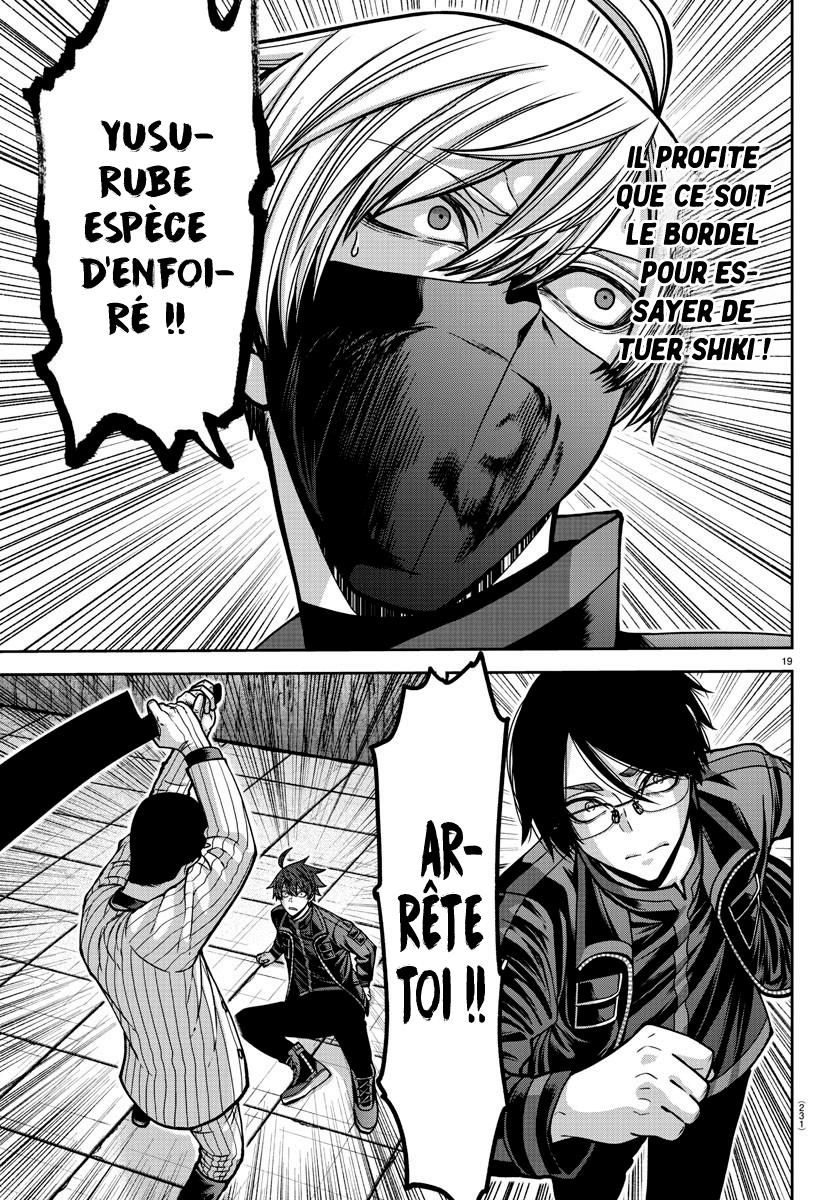 IL PROFITE
QUE CE SOIT
LE BORDEL
POUR ES-
SAYER DE
TUER SHIKI !
YUSU-
RUBE
ESPÈCE
D'ENFOI-
RÉ !!
19
AR-
RÊTE
TOI !!
(231)